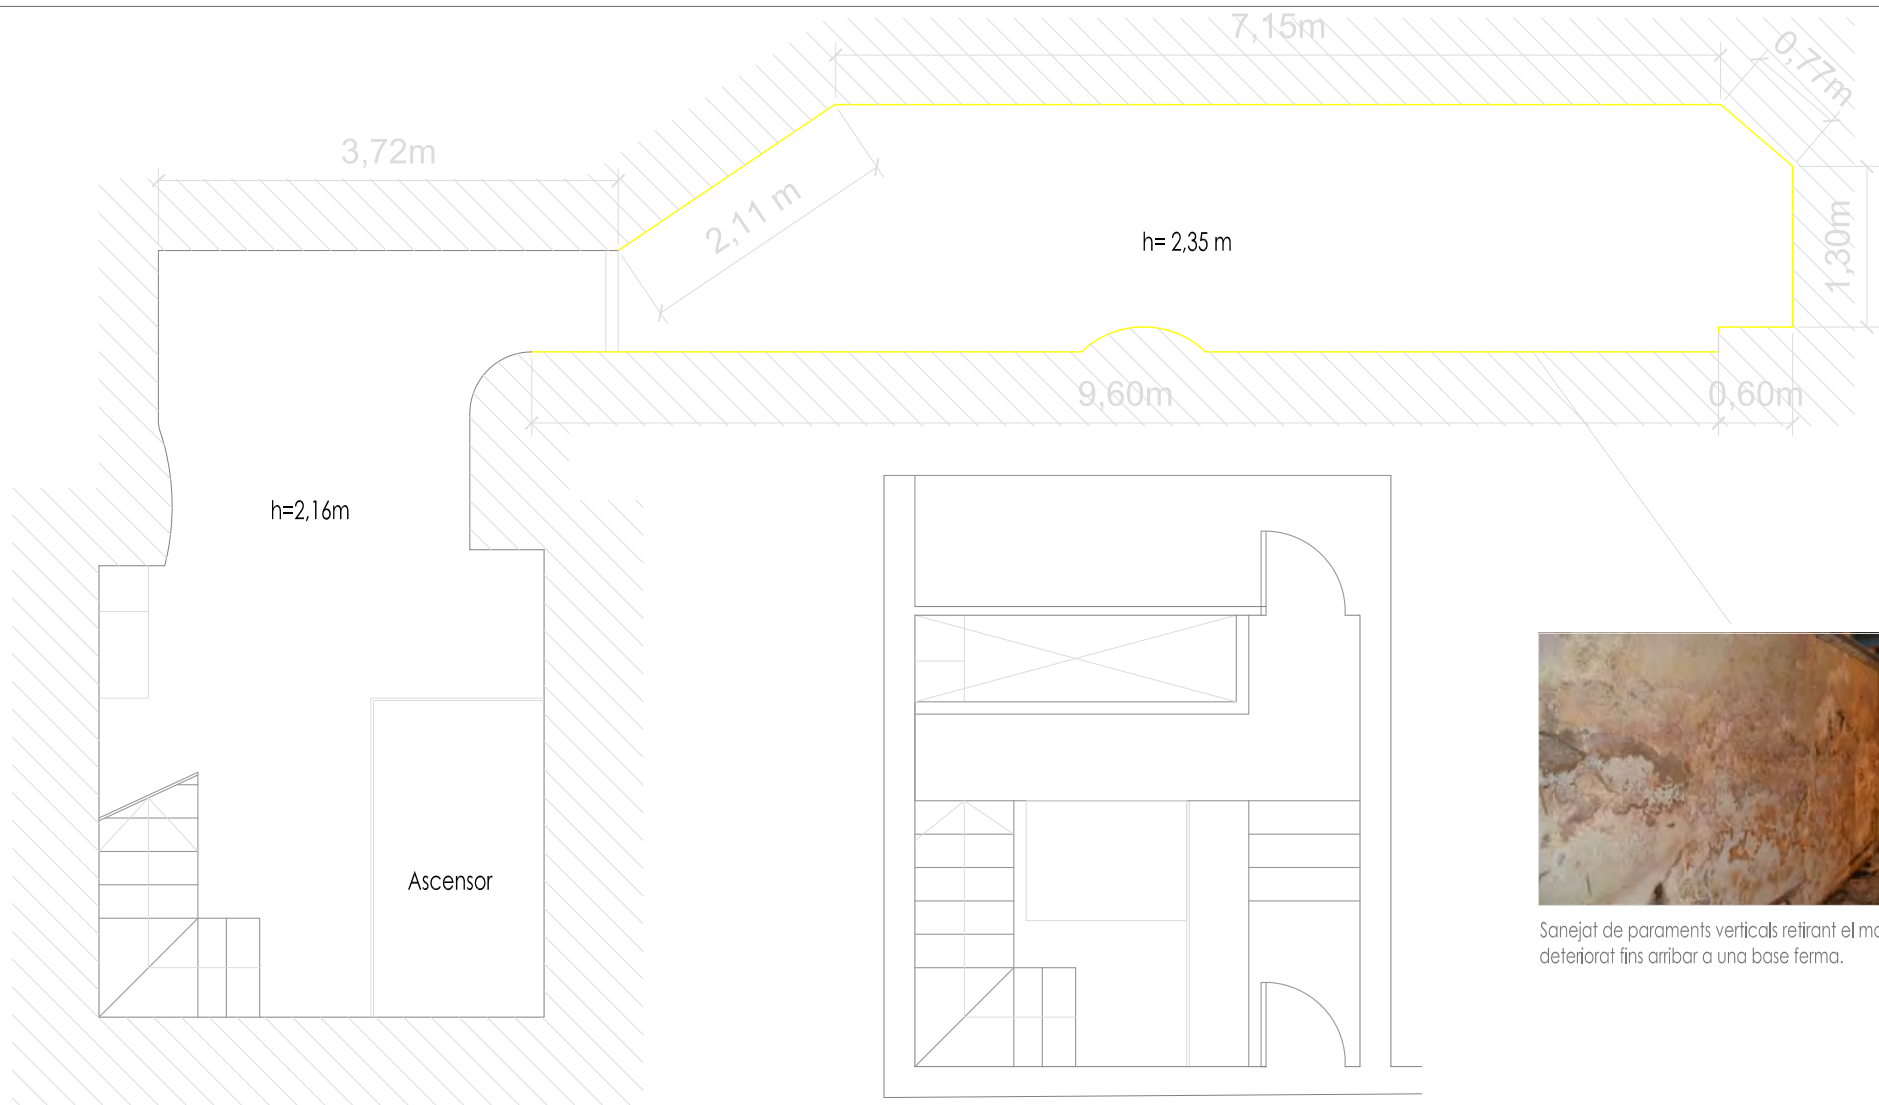 7,15m
0,77m
3,72m
2,11 m
h= 2,35 m
1,30m
9,60m
0,60m
h=2,16m
Ascensor
Sanejat de paraments verticals retirant el
deteriorat fins arribar a una base ferma.